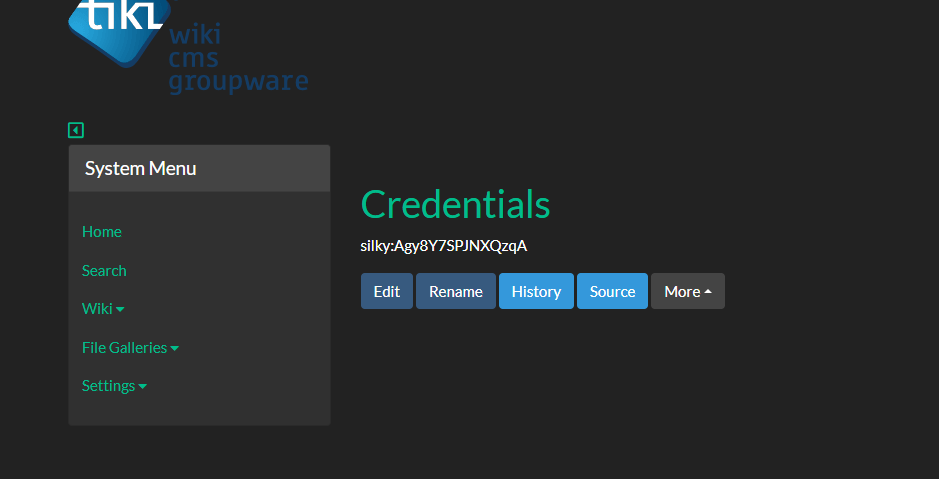 tiki
wiki
cms
groupware
System Menu
Home
Search
Wiki
File Galleries
Settings
Credentials
silky:Agy8Y7SPJNXQzqA
Edit
Rename
History
Source
More